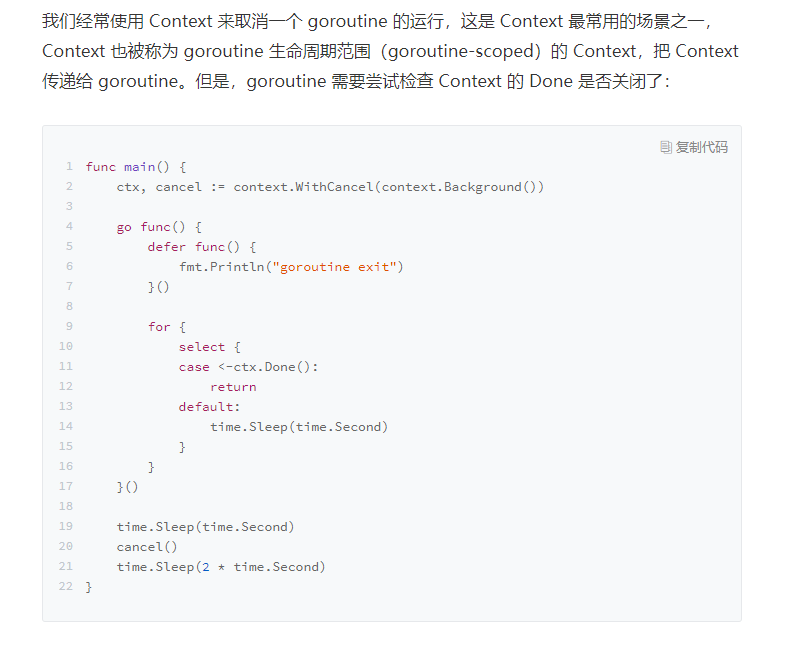 我们经常使用 Context 来取消一个 goroutine 的运行，这是 Context 最常用的场景之一，
Context 也被称为 goroutine 生命周期范围（goroutine-scoped）的 Context，把 Context
传递给 goroutine。但是，goroutine 需要尝试检查 Context 的 Done 是否关闭了：
复制代码
1 func main() {
2     ctx, cancel := context.WithCancel(context.Background())
3
4     go func() {
5         defer func() {
6             fmt.Println("goroutine exit")
7         }()
8
9         for {
10             select {
11             case <-ctx.Done():
12                 return
13             default:
14                 time.Sleep(time.Second)
15             }
16         }
17     }()
18
19     time.Sleep(time.Second)
20     cancel()
21     time.Sleep(2 * time.Second)
22 }